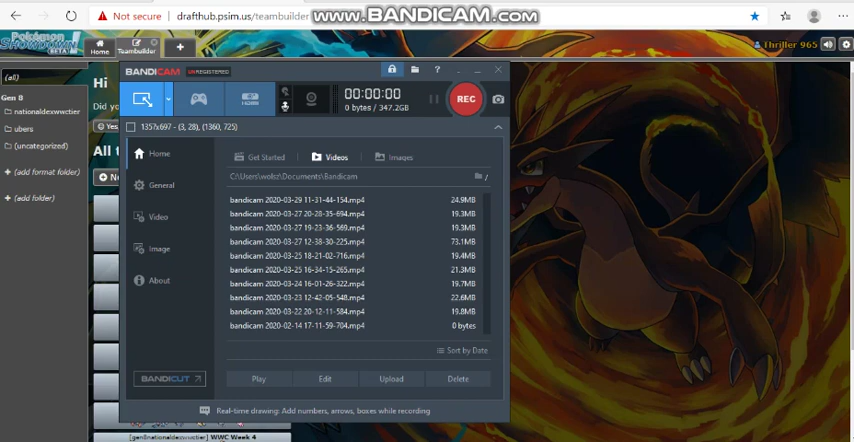 Not secure
drafthub.psim.us/teambuilder
WWW.BANDICAM.COM
Pokémon
Showdown!
BETA
Home
Teambuilder
Thriller 965
(all)
Gen 8
nationaldexwwctier
ubers
(uncategorized)
(add format folder)
(add folder)
Hi
Did yo
Yes
All t
BANDICAM UNREGISTERED
HDMI
00:00:00
0 bytes / 347.2GB
REC
1357x697 - (3, 28), (1360, 725)
Home
General
Video
Image
About
BANDICUT
Get Started Videos Images
C:\Users\wolsz\Documents\Bandicam
bandicam 2020-03-29 11-31-44-154.mp4 24.9MB
bandicam 2020-03-27 20-28-35-694.mp4 19.3MB
bandicam 2020-03-27 19-23-36-569.mp4 19.3MB
bandicam 2020-03-27 12-38-30-225.mp4 73.1MB
bandicam 2020-03-25 18-21-02-716.mp4 19.4MB
bandicam 2020-03-25 16-34-15-265.mp4 21.3MB
bandicam 2020-03-24 16-01-26-322.mp4 19.7MB
bandicam 2020-03-23 12-42-05-548.mp4 22.6MB
bandicam 2020-03-22 20-12-11-584.mp4 19.8MB
bandicam 2020-02-14 17-11-59-704.mp4 0 bytes
Sort by Date
Play Edit Upload Delete
Real-time drawing: Add numbers, arrows, boxes while recording
[gen8nationaldexwwctier] WWC Week 4